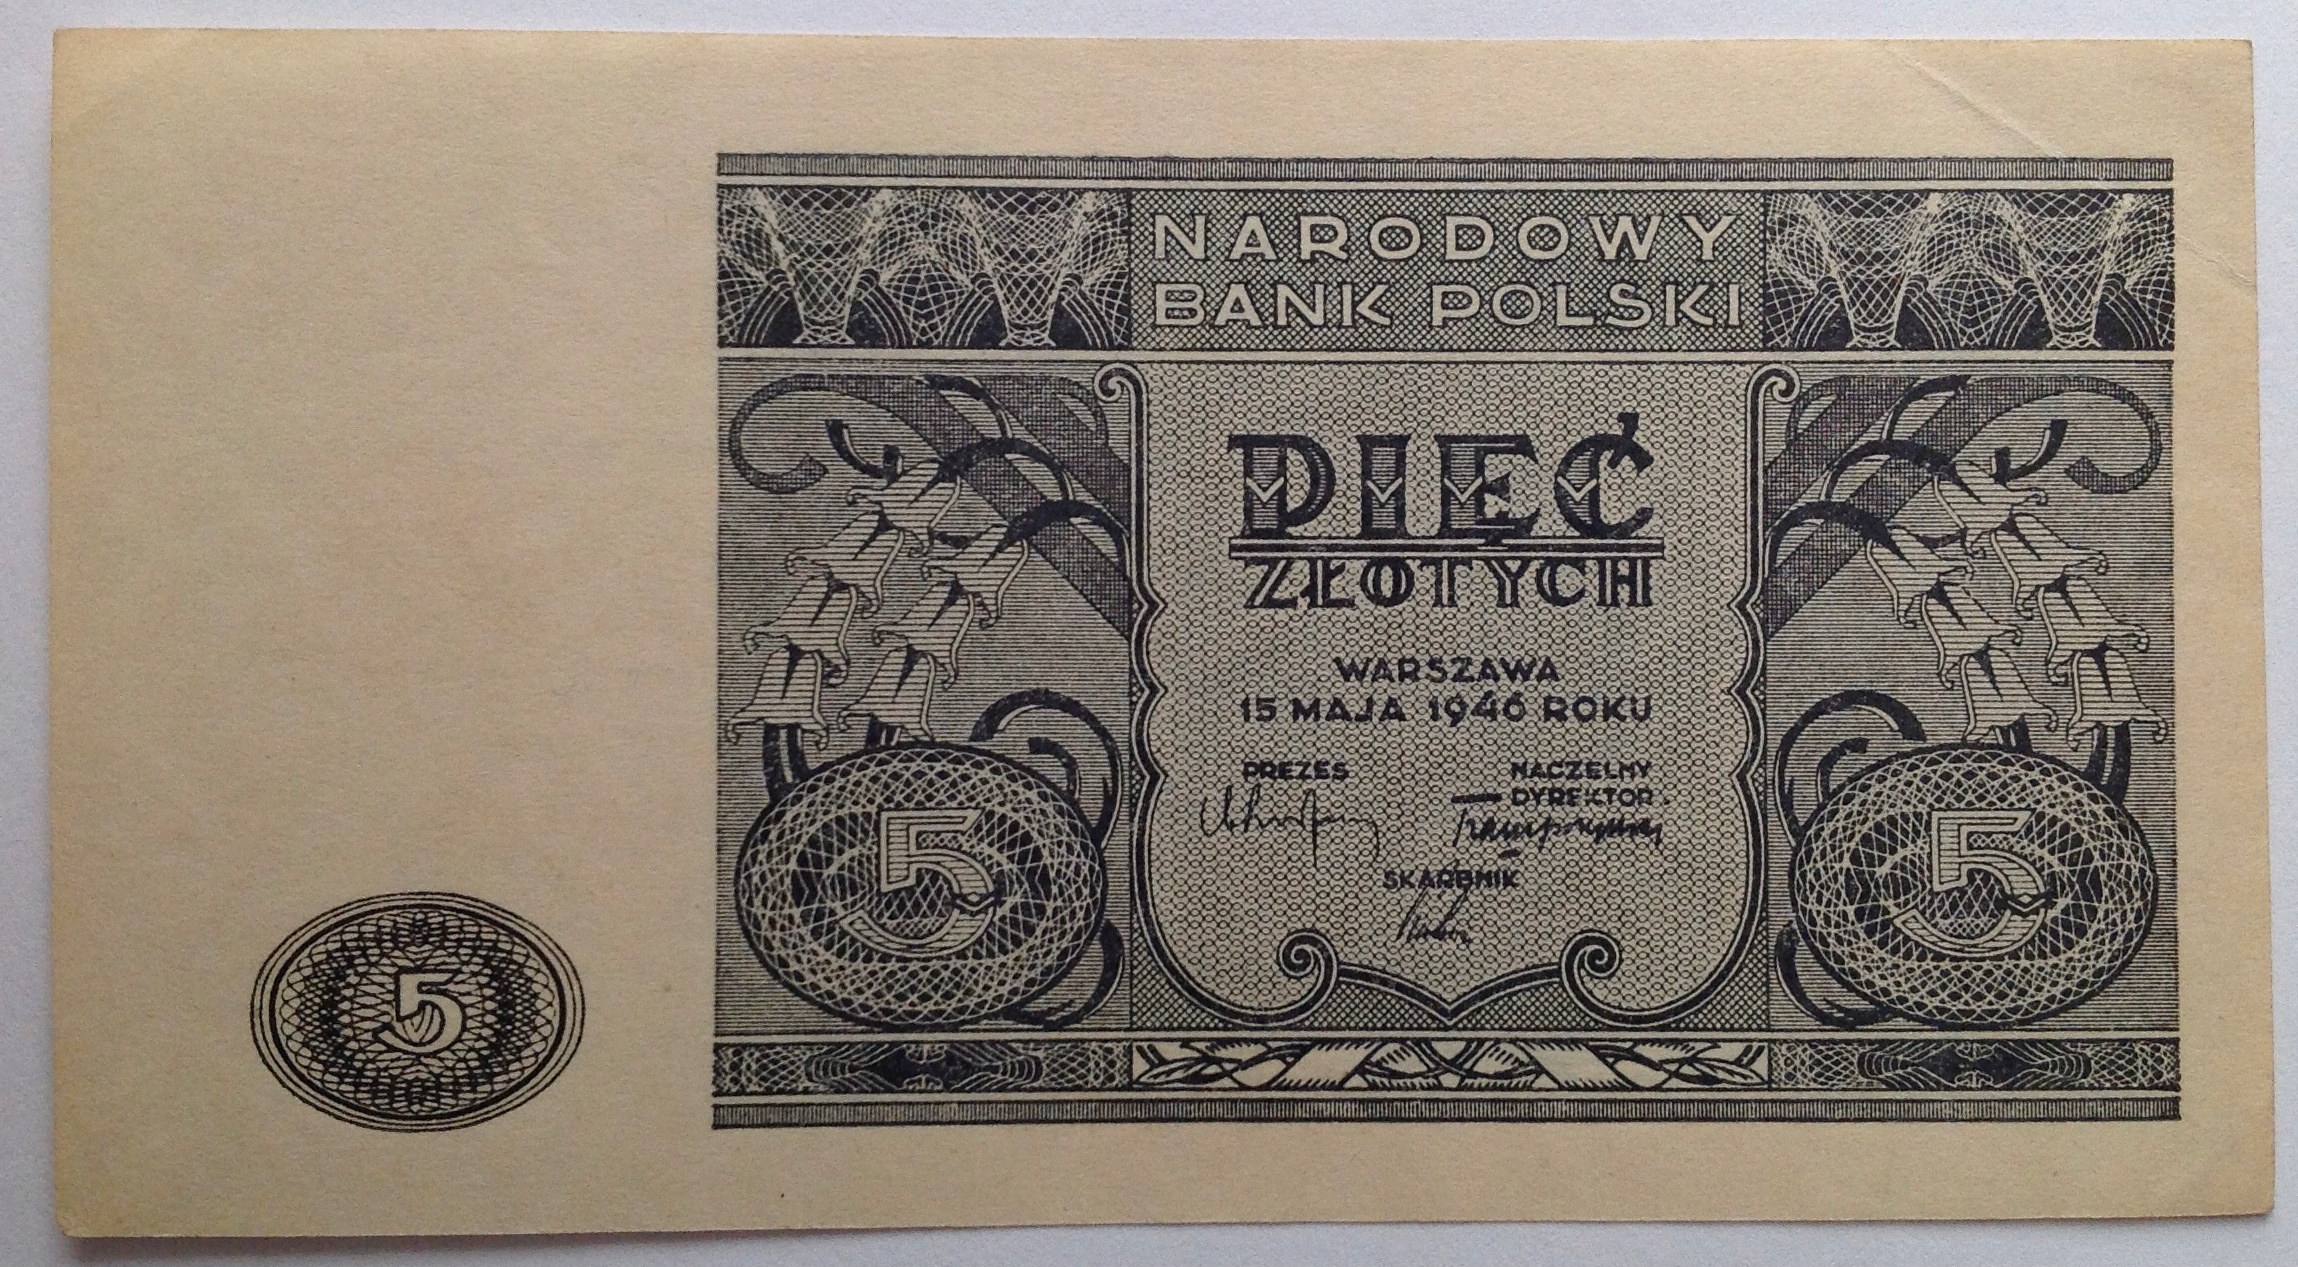 NARODOWY
BANK POLSKI
PIĘĆ
ZŁOTYCH
WARSZAWA
15 MAJA 1946 ROKU
PREZES
NACZELNY
DYREKTOR
SKARBNIK
5
5
5